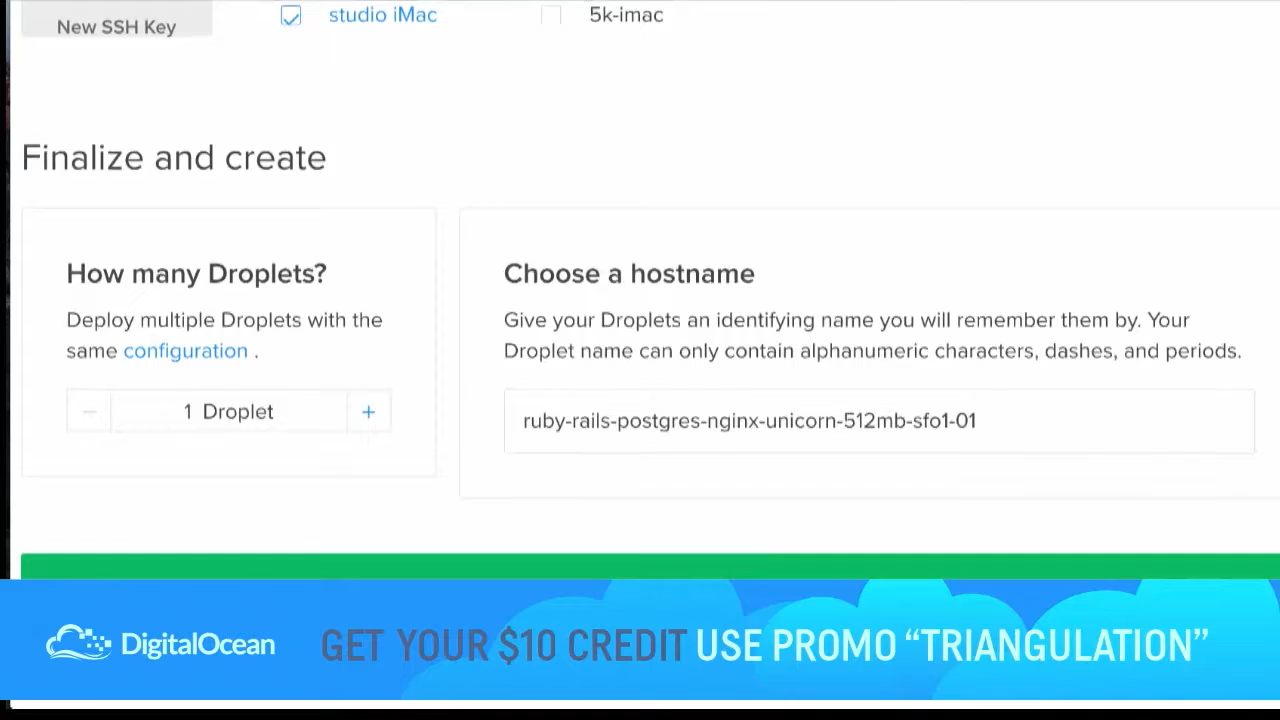 New SSH Key
studio iMac
5k-imac
Finalize and create
How many Droplets?
Deploy multiple Droplets with the
same configuration .
1 Droplet
Choose a hostname
Give your Droplets an identifying name you will remember them by. Your
Droplet name can only contain alphanumeric characters, dashes, and periods.
ruby-rails-postgres-nginx-unicorn-512mb-sfo1-01
DigitalOcean
GET YOUR $10 CREDIT USE PROMO “TRIANGULATION”